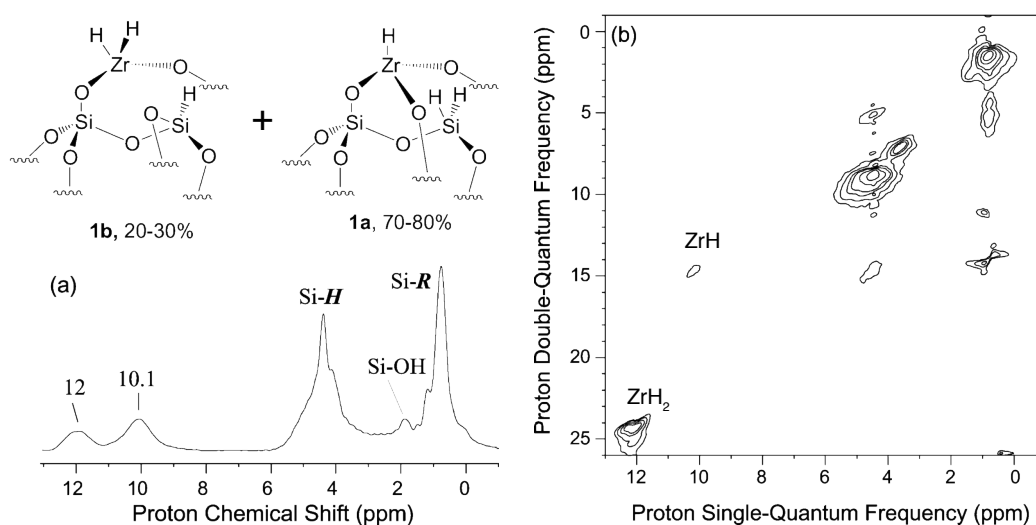 H
H
Zr
O
O
H
O
Si
Si
O
O
O
O
1b, 20-30%
+
H
Zr
O
O
O
H
H
Si
Si
O
O
O
O
1a, 70-80%
(a)
12
10.1
Si-H
Si-OH
Si-R
12
10
8
6
4
2
0
Proton Chemical Shift (ppm)
(b)
Proton Double-Quantum Frequency (ppm)
0
5
10
15
20
25
ZrH
ZrH₂
12
10
8
6
4
2
0
Proton Single-Quantum Frequency (ppm)